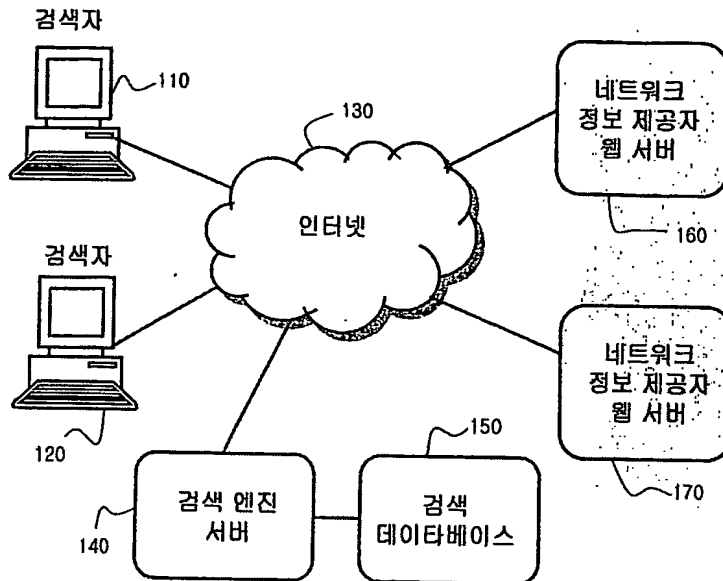 검색자
110
130
네트워크
정보 제공자
웹 서버
160
인터넷
검색자
120
네트워크
정보 제공자
웹 서버
170
150
검색 엔진
서버
140
검색
데이타베이스